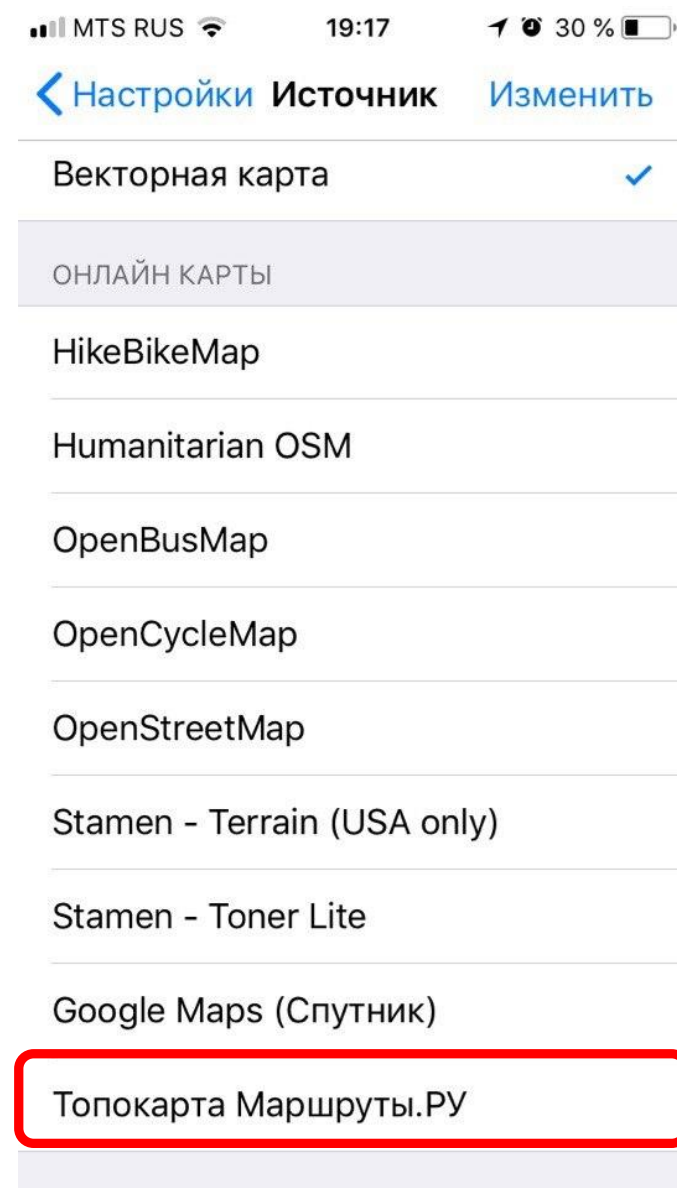 MTS RUS 19:17 30 %
Настройки Источник Изменить
Векторная карта
ОНЛАЙН КАРТЫ
HikeBikeMap
Humanitarian OSM
OpenBusMap
OpenCycleMap
OpenStreetMap
Stamen - Terrain (USA only)
Stamen - Toner Lite
Google Maps (Спутник)
Топокарта Маршруты.РУ